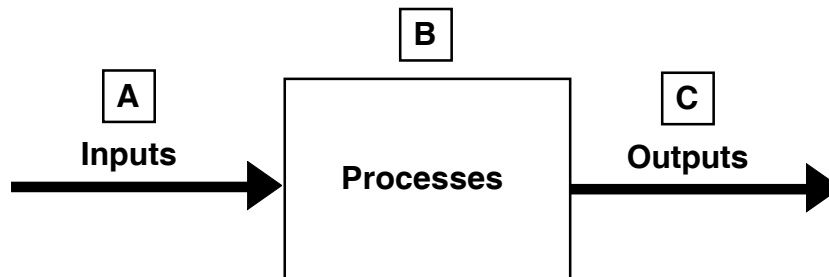 B
A
C
Inputs
Outputs
Processes